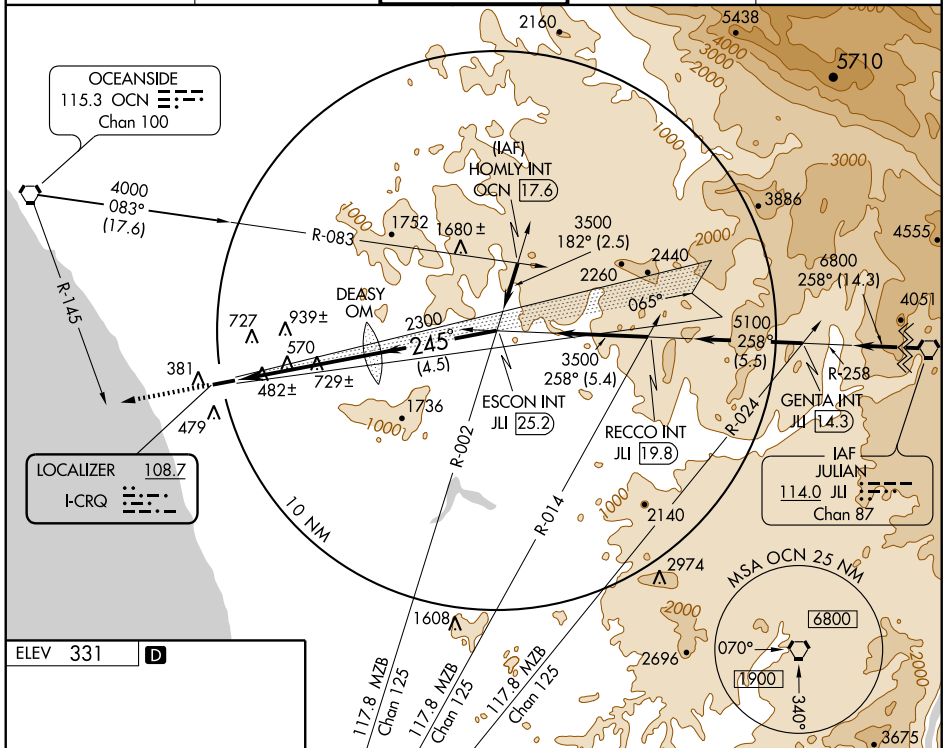 2160
5438
4000
3000
2000
5710
OCEANSIDE
115.3 OCN
Chan 100
1000
(IAF)
HOMLY INT
OCN 17.6
3000
4000
083°
(17.6)
R-083
1000
1752
1680 ±
3500
182° (2.5)
3886
2000
4555
2260
2440
6800
258° (14.3)
R-145
DEASY
OM
065°
4051
727
939±
2300
245°
(4.5)
5100
258°
(5.5)
570
381
482±
729±
3500
258° (5.4)
R-258
479
1736
1000
ESCON INT
JLI 25.2
RECCO INT
JLI 19.8
GENTA INT
JLI 14.3
R-002
R-024
R-014
LOCALIZER 108.7
I-CRQ
IAF
JULIAN
114.0 JLI
Chan 87
10 NM
1000
2140
2974
2000
MSA OCN 25 NM
6800
070°
1900
340°
1608
2696
2000
3675
117.8 MZB
Chan 125
117.8 MZB
Chan 125
117.8 MZB
Chan 125
ELEV 331 D